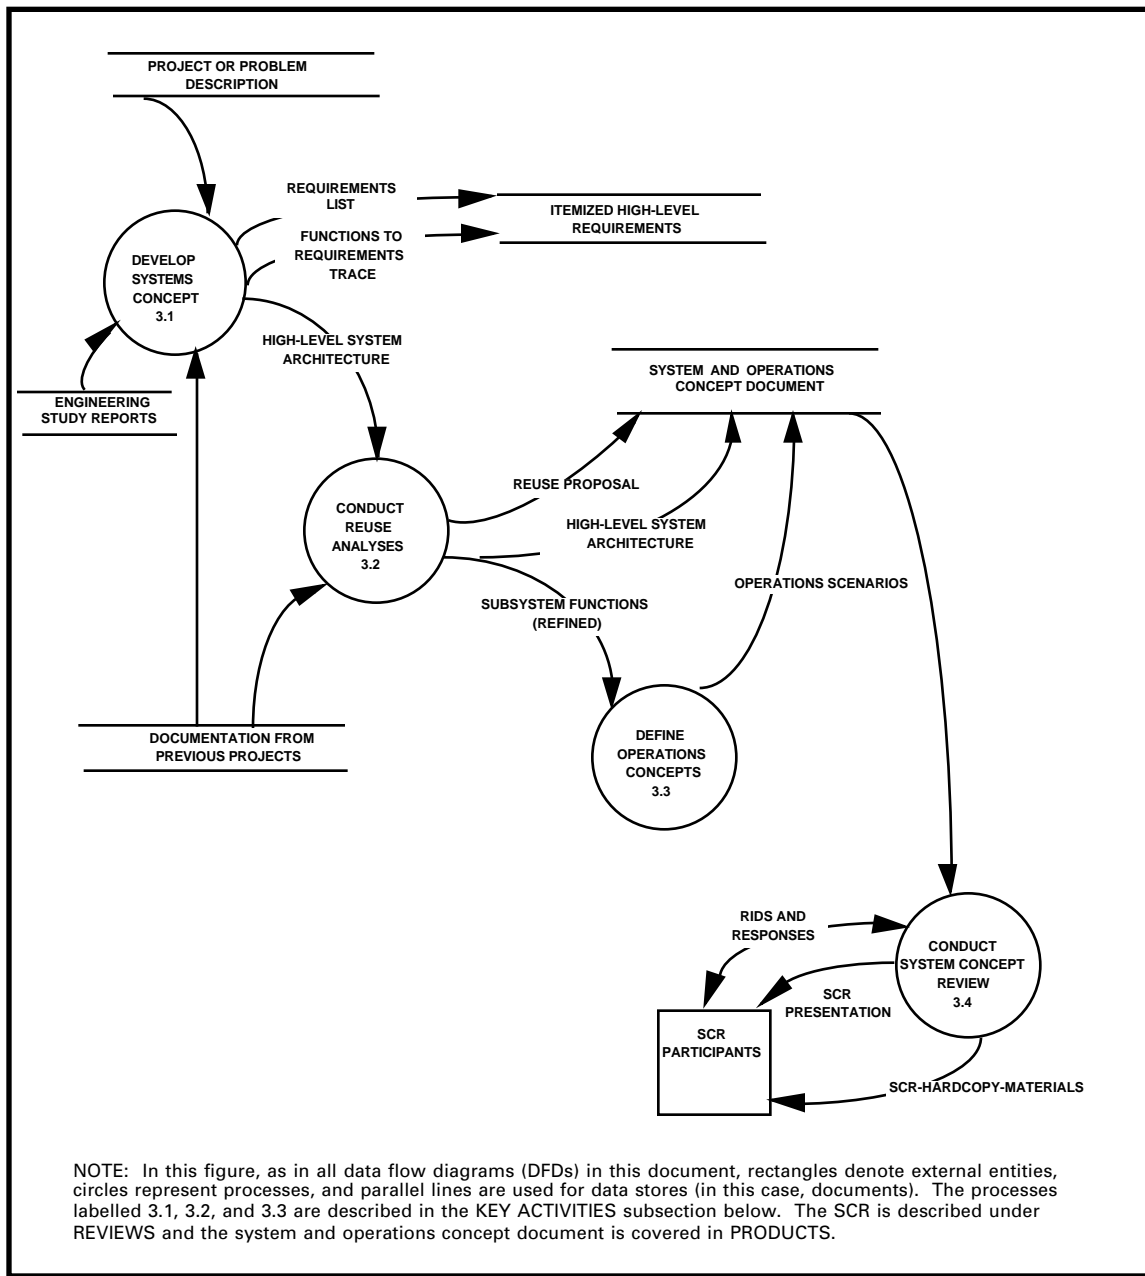 PROJECT OR PROBLEM
DESCRIPTION
REQUIREMENTS
LIST
ITEMIZED HIGH-LEVEL
REQUIREMENTS
FUNCTIONS TO
REQUIREMENTS
TRACE
DEVELOP
SYSTEMS
CONCEPT
3.1
HIGH-LEVEL SYSTEM
ARCHITECTURE
ENGINEERING
STUDY REPORTS
SYSTEM AND OPERATIONS
CONCEPT DOCUMENT
CONDUCT
REUSE
ANALYSES
3.2
REUSE PROPOSAL
HIGH-LEVEL SYSTEM
ARCHITECTURE
OPERATIONS SCENARIOS
SUBSYSTEM FUNCTIONS
(REFINED)
DOCUMENTATION FROM
PREVIOUS PROJECTS
DEFINE
OPERATIONS
CONCEPTS
3.3
RIDS AND
RESPONSES
CONDUCT
SYSTEM CONCEPT
REVIEW
3.4
SCR
PRESENTATION
SCR
PARTICIPANTS
SCR-HARDCOPY-MATERIALS
NOTE: In this figure, as in all data flow diagrams (DFDs) in this document, rectangles denote external entities,
circles represent processes, and parallel lines are used for data stores (in this case, documents). The processes
labelled 3.1, 3.2, and 3.3 are described in the KEY ACTIVITIES subsection below. The SCR is described under
REVIEWS and the system and operations concept document is covered in PRODUCTS.